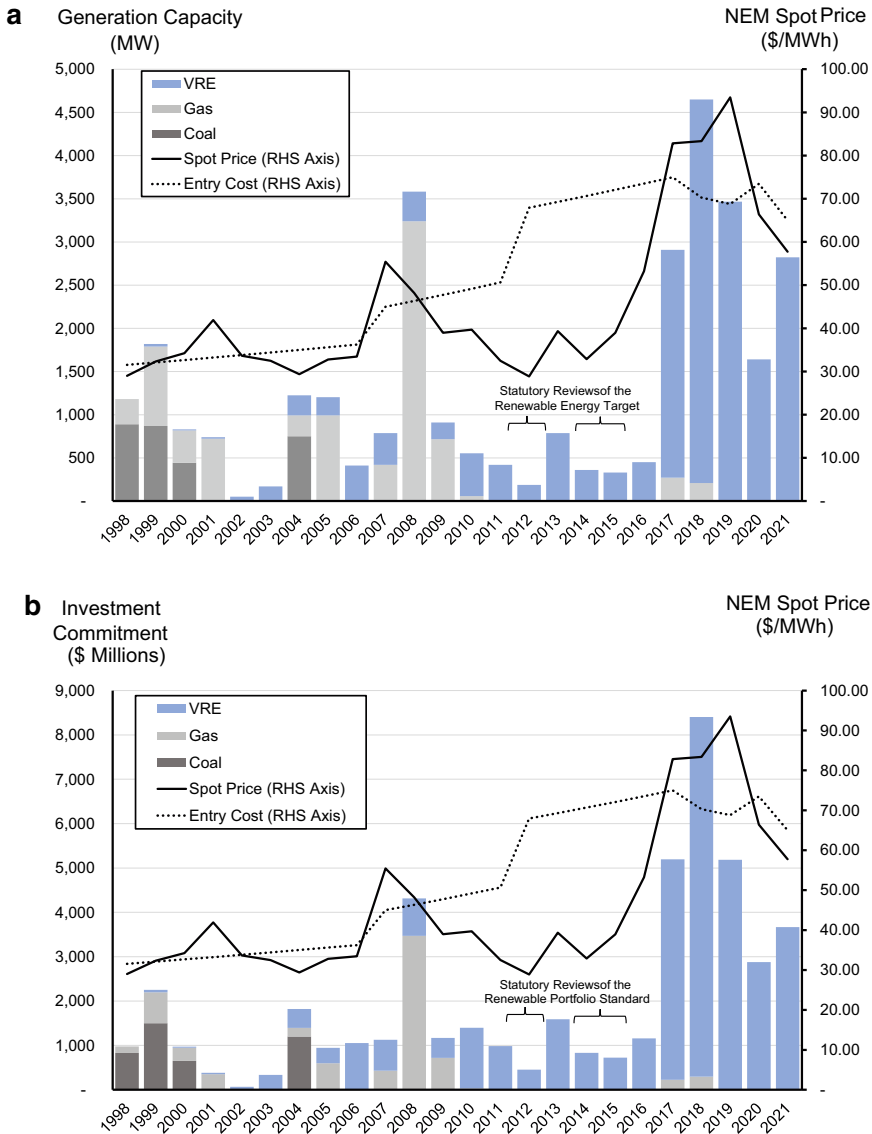 a
Generation Capacity
(MW)
NEM Spot Price
($/MWh)
5,000
4,500
4,000
3,500
3,000
2,500
2,000
1,500
1,000
500
-
100.00
90.00
80.00
70.00
60.00
50.00
40.00
30.00
20.00
10.00
-
VRE
Gas
Coal
Spot Price (RHS Axis)
Entry Cost (RHS Axis)
Statutory Reviewsof the
Renewable Energy Target
1998 1999 2000 2001 2002 2003 2004 2005 2006 2007 2008 2009 2010 2011 2012 2013 2014 2015 2016 2017 2018 2019 2020 2021
b
Investment
Commitment
($ Millions)
NEM Spot Price
($/MWh)
9,000
8,000
7,000
6,000
5,000
4,000
3,000
2,000
1,000
-
100.00
90.00
80.00
70.00
60.00
50.00
40.00
30.00
20.00
10.00
-
VRE
Gas
Coal
Spot Price (RHS Axis)
Entry Cost (RHS Axis)
Statutory Reviewsof the
Renewable Portfolio Standard
1998 1999 2000 2001 2002 2003 2004 2005 2006 2007 2008 2009 2010 2011 2012 2013 2014 2015 2016 2017 2018 2019 2020 2021